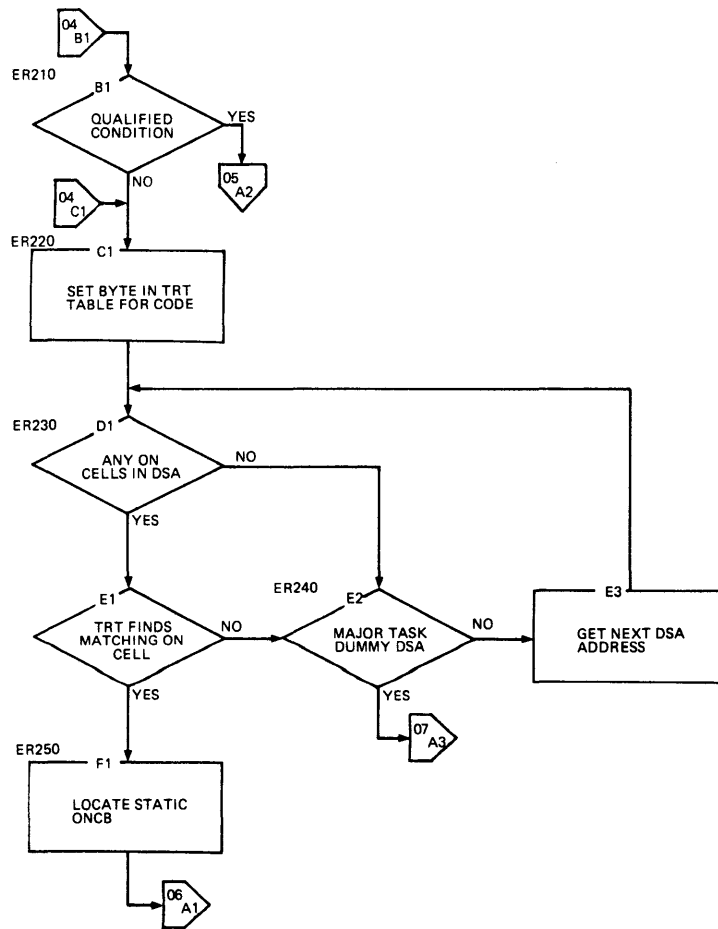 04
B1
ER210
B1
QUALIFIED
CONDITION
YES
NO
05
A2
04
C1
ER220
C1
SET BYTE IN TRT
TABLE FOR CODE
ER230
D1
ANY ON
CELLS IN DSA
NO
YES
ER240
E1
TRT FINDS
MATCHING ON
CELL
NO
YES
E2
MAJOR TASK
DUMMY DSA
NO
YES
E3
GET NEXT DSA
ADDRESS
07
A3
ER250
F1
LOCATE STATIC
ONCB
06
A1